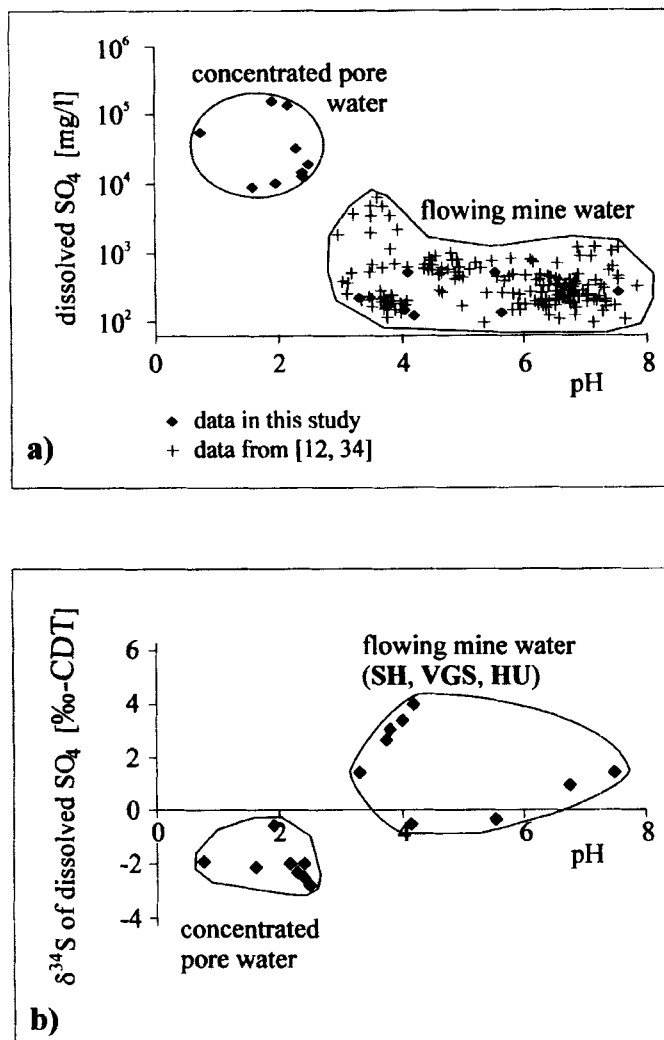 10⁶
10⁵
10⁴
10³
10²
dissolved SO₄ [mg/l]
concentrated pore
water
flowing mine water
0 2 4 6 8
pH
◆ data in this study
+ data from [12, 34]
a)
6
4
2
0
-2
-4
δ³⁴S of dissolved SO₄ [‰-CDT]
flowing mine water
(SH, VGS, HU)
0 2 4 6 8
pH
concentrated
pore water
b)